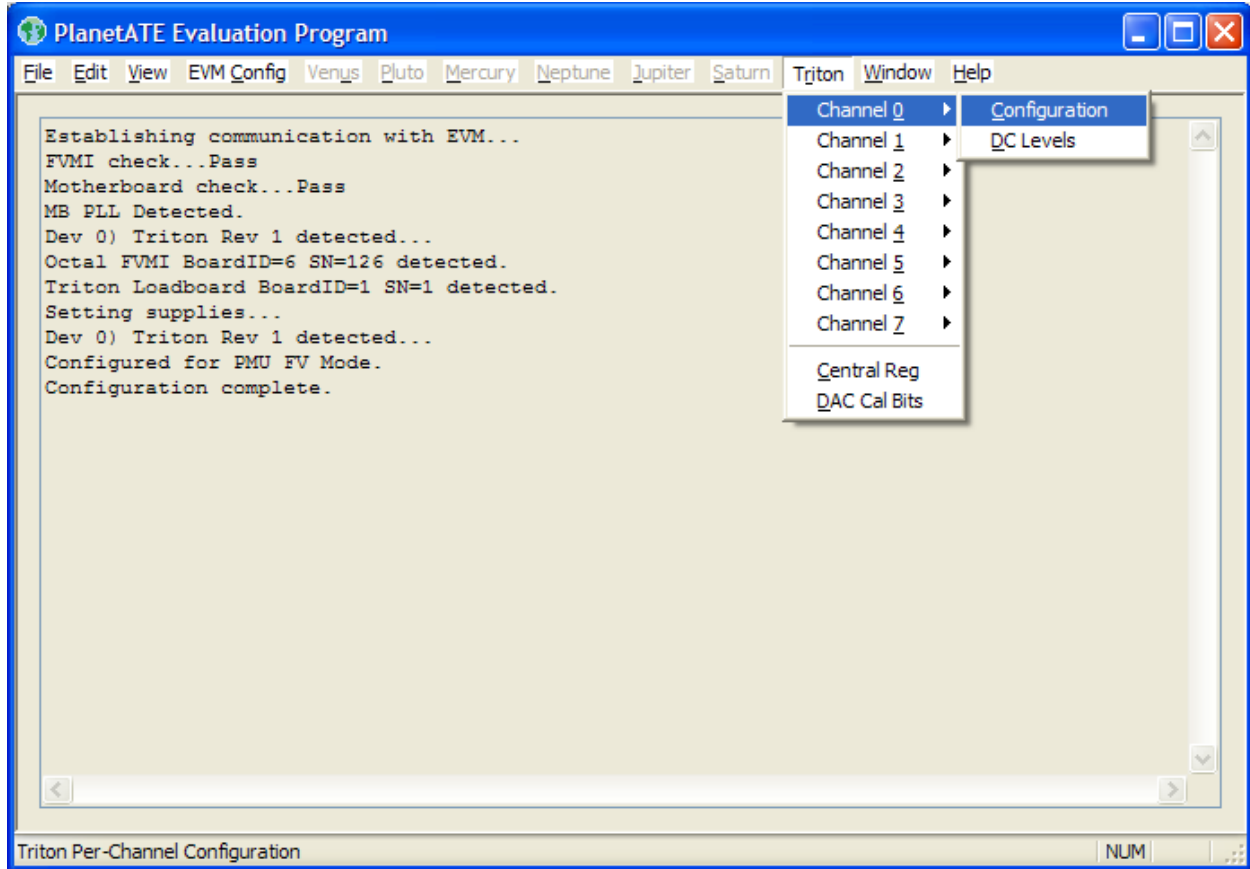 PlanetATE Evaluation Program
File Edit View EVM Config Venus Pluto Mercury Neptune Jupiter Saturn Triton Window Help
Channel 0
Configuration
DC Levels
Channel 1
Channel 2
Channel 3
Channel 4
Channel 5
Channel 6
Channel 7
Central Reg
DAC Cal Bits
Establishing communication with EVM...
FVMI check...Pass
Motherboard check...Pass
MB PLL Detected.
Dev 0) Triton Rev 1 detected...
Octal FVMI BoardID=6 SN=126 detected.
Triton Loadboard BoardID=1 SN=1 detected.
Setting supplies...
Dev 0) Triton Rev 1 detected...
Configured for PMU FV Mode.
Configuration complete.
Triton Per-Channel Configuration NUM